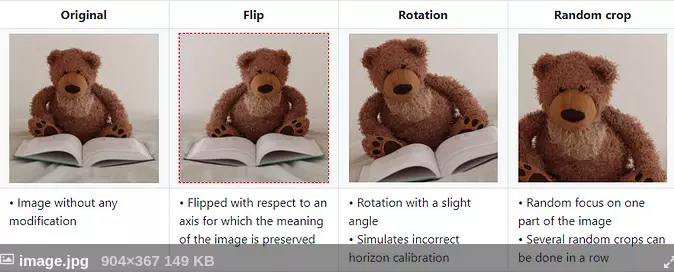 Original
Flip
Rotation
Random crop
• Image without any
modification
• Flipped with respect to an
axis for which the meaning
of the image is preserved
• Rotation with a slight
angle
• Simulates incorrect
horizon calibration
• Random focus on one
part of the image
• Several random crops can
be done in a row
image.jpg 904×367 149 KB